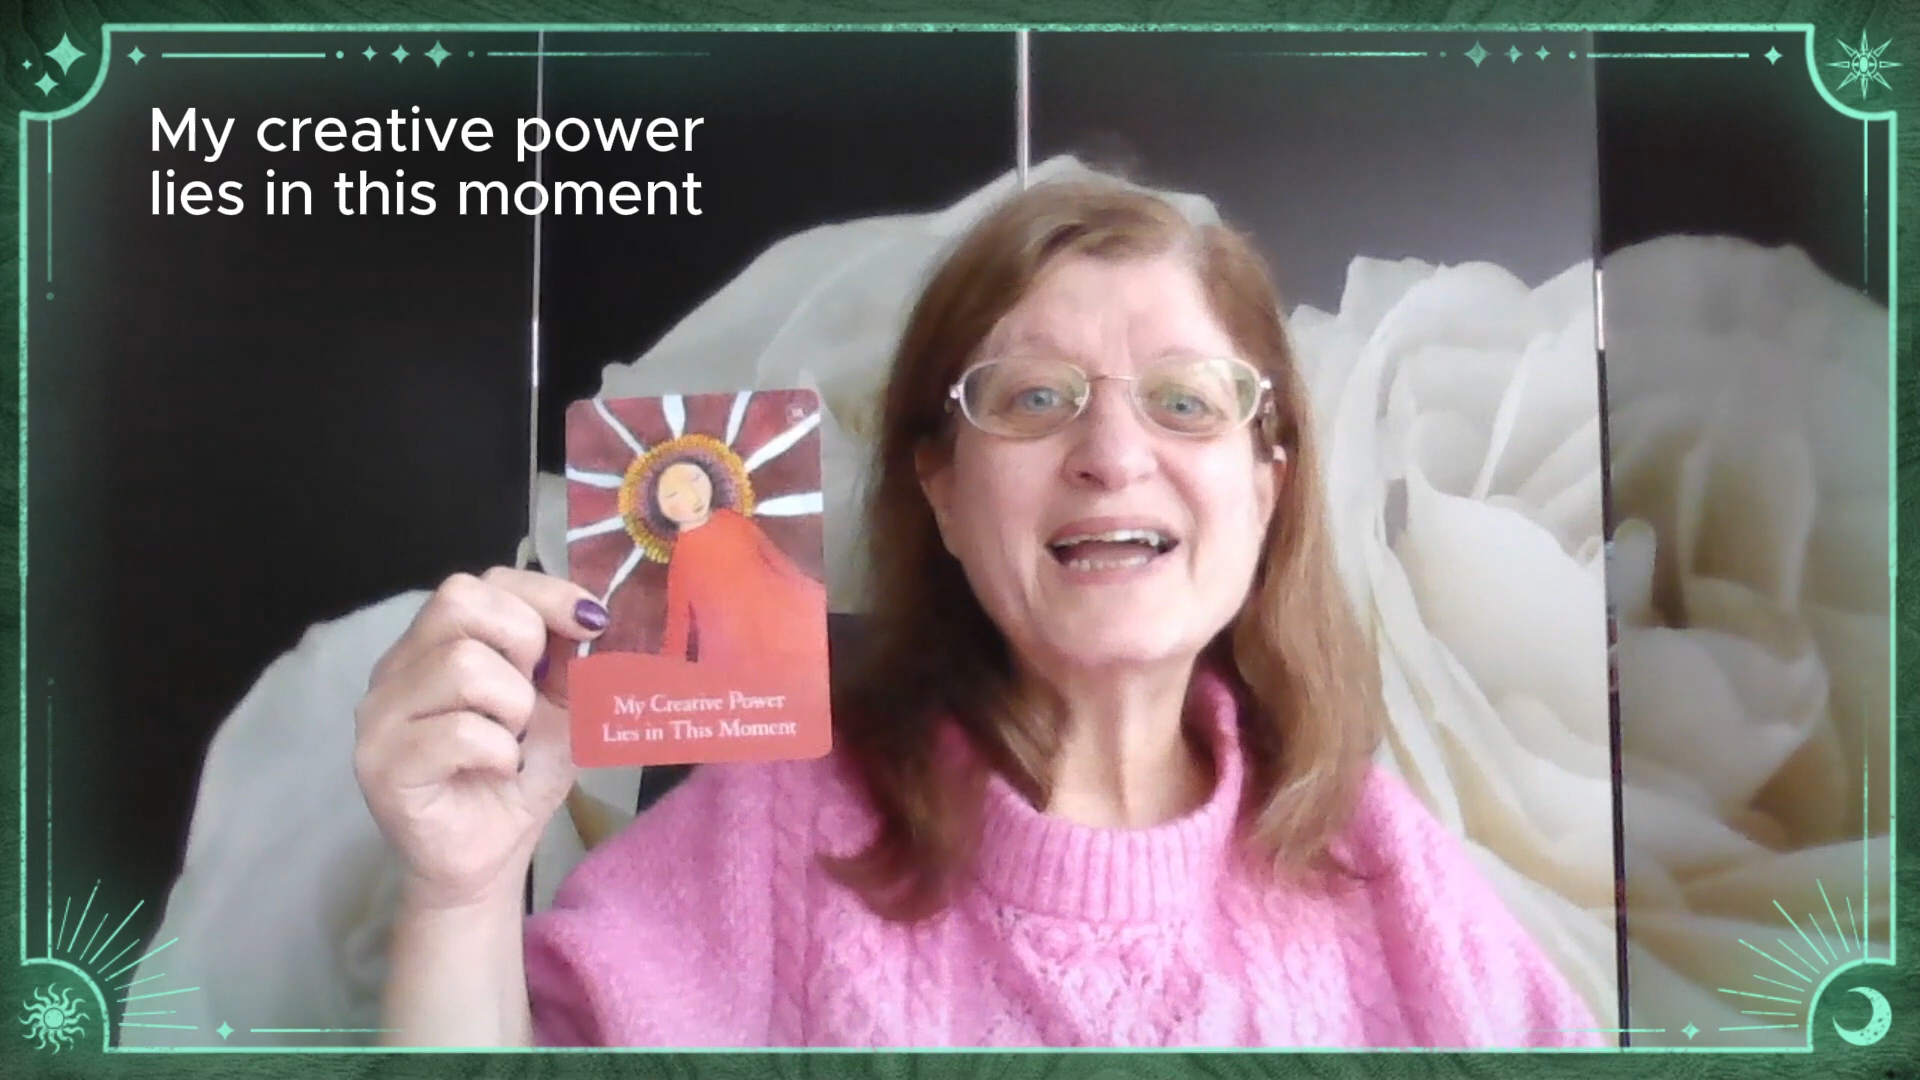 My creative power
lies in this moment
My Creative Power
Lies in This Moment